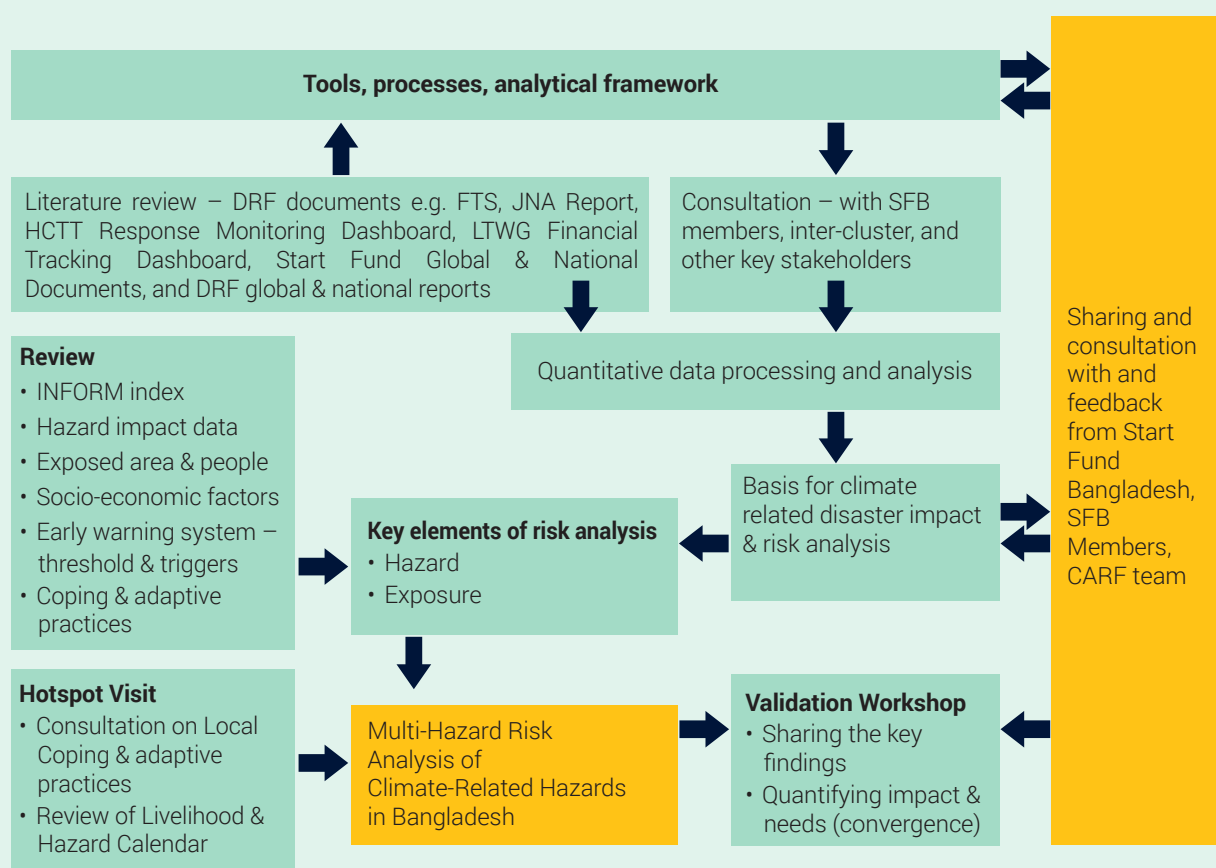 Tools, processes, analytical framework
Literature review – DRF documents e.g. FTS, JNA Report,
HCTT Response Monitoring Dashboard, LTWG Financial
Tracking Dashboard, Start Fund Global & National
Documents, and DRF global & national reports
Consultation – with SFB
members, inter-cluster, and
other key stakeholders
Quantitative data processing and analysis
Review
• INFORM index
• Hazard impact data
• Exposed area & people
• Socio-economic factors
• Early warning system –
threshold & triggers
• Coping & adaptive
practices
Key elements of risk analysis
• Hazard
• Exposure
Basis for climate
related disaster impact
& risk analysis
Hotspot Visit
• Consultation on Local
Coping & adaptive
practices
• Review of Livelihood &
Hazard Calendar
Multi-Hazard Risk
Analysis of
Climate-Related Hazards
in Bangladesh
Validation Workshop
• Sharing the key
findings
• Quantifying impact &
needs (convergence)
Sharing and
consultation
with and
feedback
from Start
Fund
Bangladesh,
SFB
Members,
CARF team